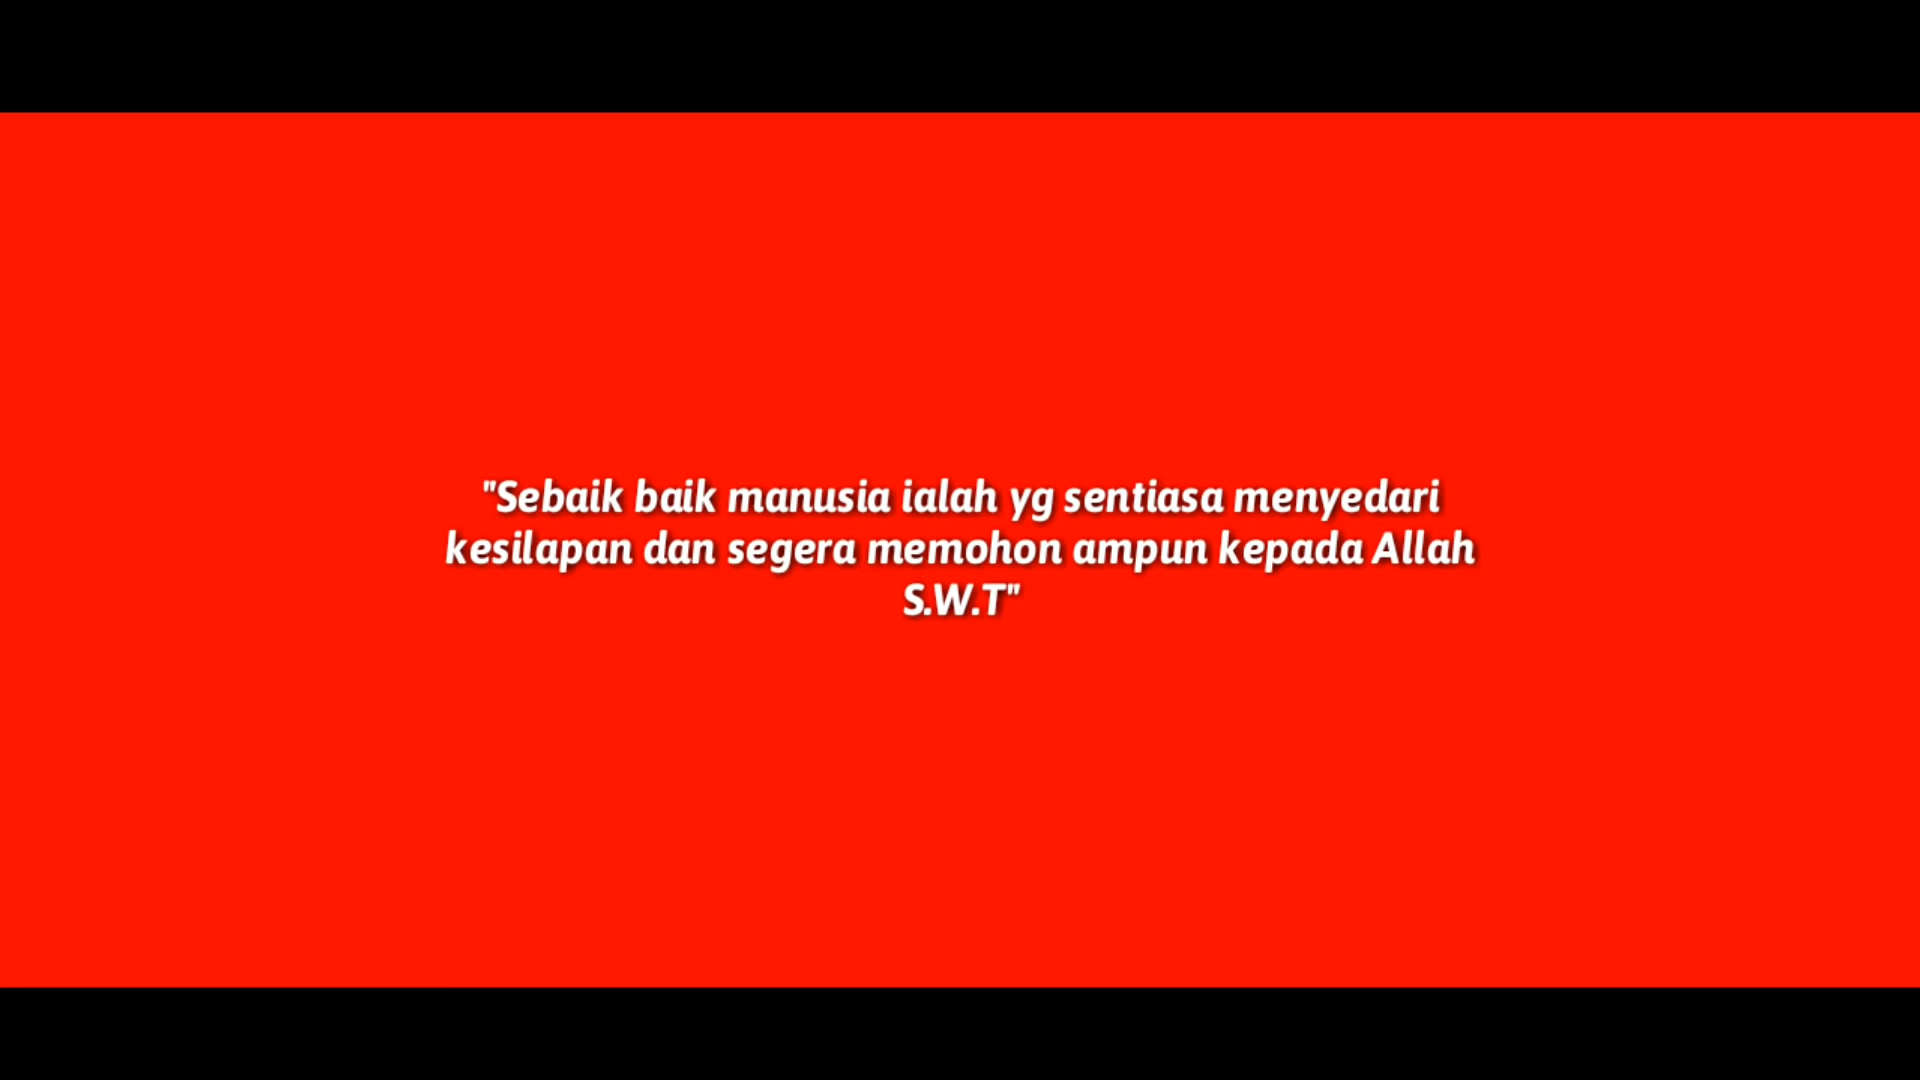 "Sebaik baik manusia ialah yg sentiasa menyedari
kesilapan dan segera memohon ampun kepada Allah
S.W.T"